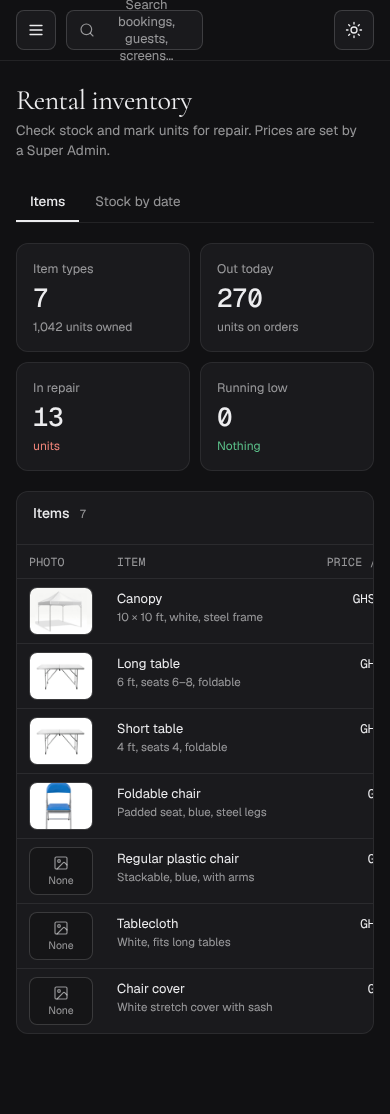 Search
bookings,
guests,
screens…
Rental inventory
Check stock and mark units for repair. Prices are set by
a Super Admin.
Items
Stock by date
Item types
7
1,042 units owned
Out today
270
units on orders
In repair
13
units
Running low
0
Nothing
Items 7
PHOTO ITEM PRICE /
Canopy GHS
10 × 10 ft, white, steel frame
Long table GH
6 ft, seats 6–8, foldable
Short table GH
4 ft, seats 4, foldable
Foldable chair G
Padded seat, blue, steel legs
Regular plastic chair G
None
Stackable, blue, with arms
Tablecloth GH
None
White, fits long tables
Chair cover G
None
White stretch cover with sash